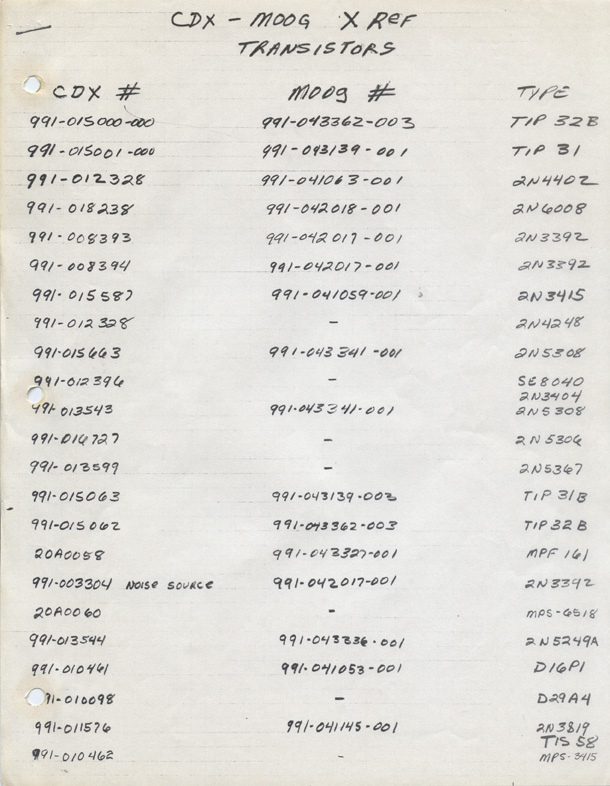 CDX - MOOG X REF
TRANSISTORS
CDX # MOOG # TYPE
991-015000-000 991-043362-003 TIP 32B
991-015001-000 991-043139-001 TIP 31
991-012328 991-041063-001 2N4402
991-018238 991-042018-001 2N6008
991-008393 991-042017-001 2N3392
991-008394 991-042017-001 2N3392
991-015587 991-041059-001 2N3415
991-012328 - 2N4248
991-015663 991-043341-001 2N5308
991-012396 - SE8040
2N3404
991-013543 991-043341-001 2N5308
991-016727 - 2N5306
991-013599 - 2N5367
991-015063 991-043139-003 TIP 31B
991-015062 991-043362-003 TIP 32B
20A0058 991-043327-001 MPF 161
991-003304 NOISE SOURCE 991-042017-001 2N3392
20A0060 - MPS-6518
991-013544 991-043336-001 2N5249A
991-010461 991-041053-001 D16P1
91-010098 - D29A4
991-011576 991-041145-001 2N3819
TIS 58
991-010462 - MPS-3415